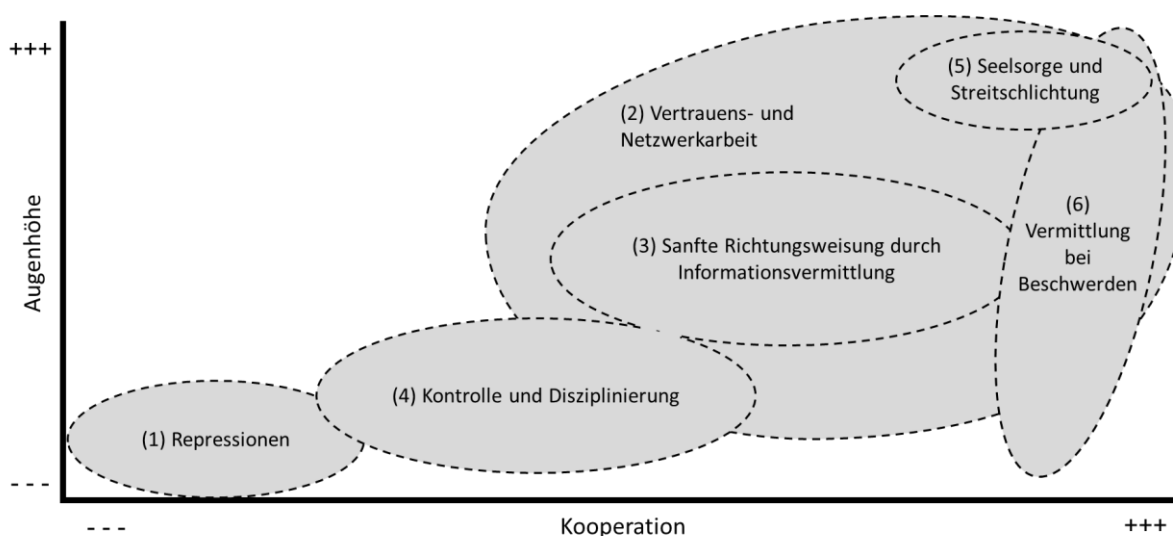 +++
(5) Seelsorge und
Streitschlichtung
(2) Vertrauens- und
Netzwerkarbeit
(6)
Vermittlung
bei
Beschwerden
(3) Sanfte Richtungsweisung durch
Informationsvermittlung
Augenhöhe
(4) Kontrolle und Disziplinierung
(1) Repressionen
- - -
- - -
Kooperation
+++